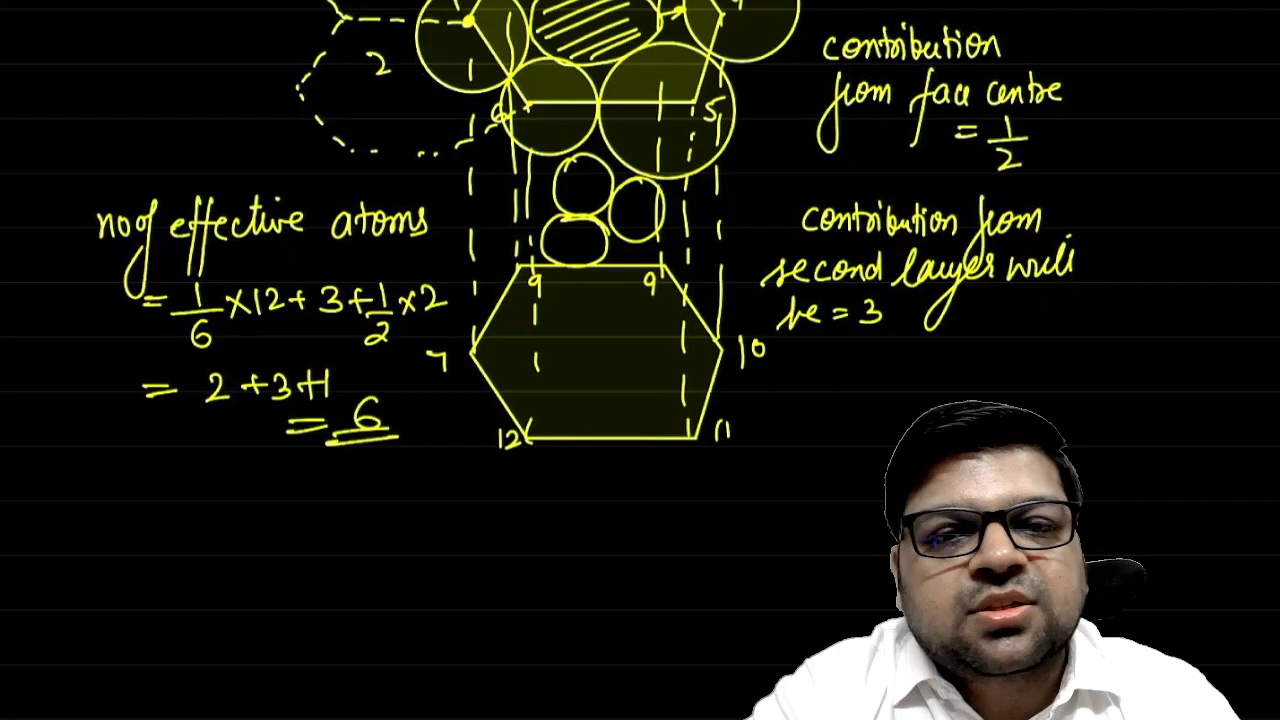 2
6
5
contribution
from face centre
= 1/2
no of effective atoms
= 1/6 × 12 + 3 + 1/2 × 2
= 2 + 3 + 1
= 6
contribution from
second layer will
be = 3
9
9
7
10
12
11